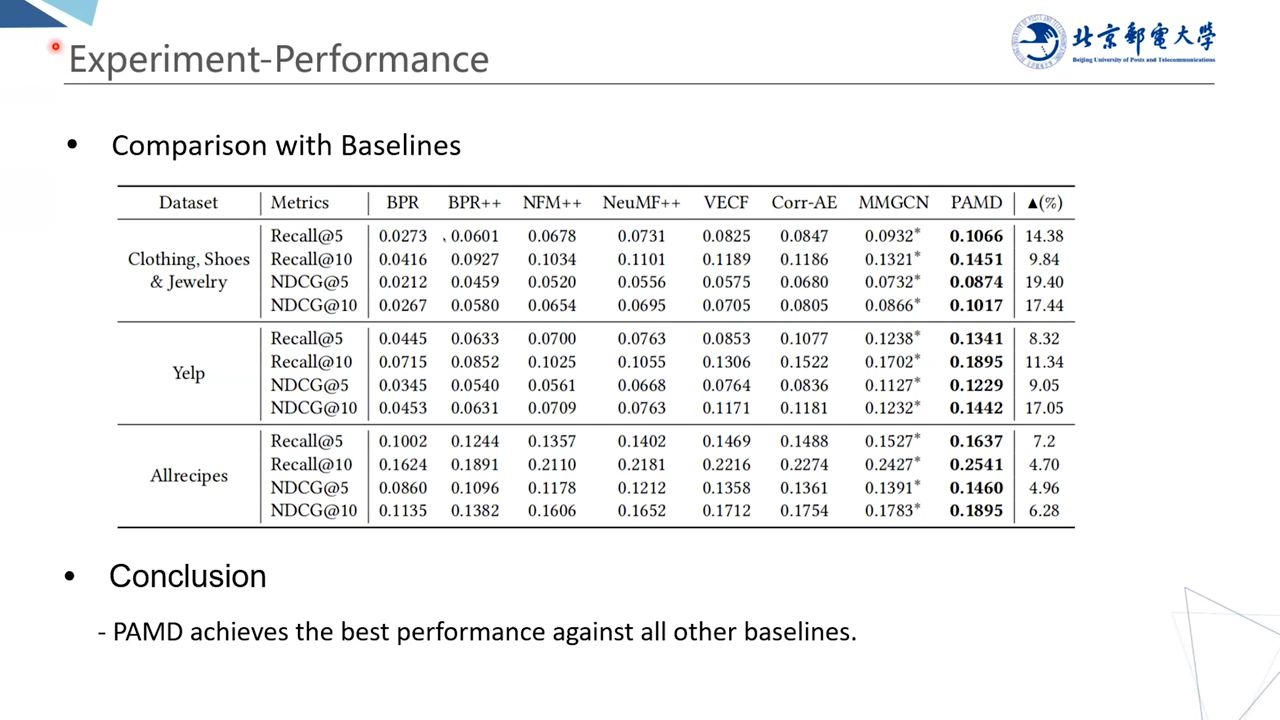 Experiment-Performance
北京郵電大學
Beijing University of Posts and Telecommunications
• Comparison with Baselines
Dataset Metrics BPR BPR++ NFM++ NeuMF++ VECF Corr-AE MMGCN PAMD ▲(%)
Clothing, Shoes & Jewelry
Recall@5 0.0273 0.0601 0.0678 0.0731 0.0825 0.0847 0.0932* 0.1066 14.38
Recall@10 0.0416 0.0927 0.1034 0.1101 0.1189 0.1186 0.1321* 0.1451 9.84
NDCG@5 0.0212 0.0459 0.0520 0.0556 0.0575 0.0680 0.0732* 0.0874 19.40
NDCG@10 0.0267 0.0580 0.0654 0.0695 0.0705 0.0805 0.0866* 0.1017 17.44
Yelp
Recall@5 0.0445 0.0633 0.0700 0.0763 0.0853 0.1077 0.1238* 0.1341 8.32
Recall@10 0.0715 0.0852 0.1025 0.1055 0.1306 0.1522 0.1702* 0.1895 11.34
NDCG@5 0.0345 0.0540 0.0561 0.0668 0.0764 0.0836 0.1127* 0.1229 9.05
NDCG@10 0.0453 0.0631 0.0709 0.0763 0.1171 0.1181 0.1232* 0.1442 17.05
Allrecipes
Recall@5 0.1002 0.1244 0.1357 0.1402 0.1469 0.1488 0.1527* 0.1637 7.2
Recall@10 0.1624 0.1891 0.2110 0.2181 0.2216 0.2274 0.2427* 0.2541 4.70
NDCG@5 0.0860 0.1096 0.1178 0.1212 0.1358 0.1361 0.1391* 0.1460 4.96
NDCG@10 0.1135 0.1382 0.1606 0.1652 0.1712 0.1754 0.1783* 0.1895 6.28
• Conclusion
- PAMD achieves the best performance against all other baselines.